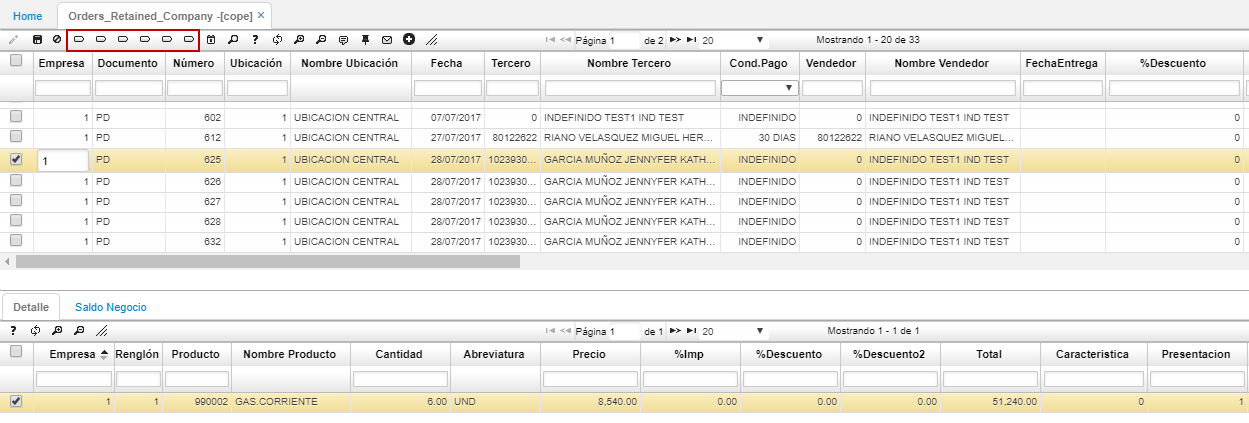 Home Orders_Retained_Company -[cope] ×
Página 1 de 2 20 Mostrando 1 - 20 de 33
Empresa Documento Número Ubicación Nombre Ubicación Fecha Tercero Nombre Tercero Cond.Pago Vendedor Nombre Vendedor FechaEntrega %Descuento
1 PD 602 1 UBICACION CENTRAL 07/07/2017 0 INDEFINIDO TEST1 IND TEST INDEFINIDO 0 INDEFINIDO TEST1 IND TEST 0
1 PD 612 1 UBICACION CENTRAL 27/07/2017 80122622 RIANO VELASQUEZ MIGUEL HER... 30 DIAS 80122622 RIANO VELASQUEZ MIGUEL... 0
1 PD 625 1 UBICACION CENTRAL 28/07/2017 1023930... GARCIA MUÑOZ JENNYFER KATH... INDEFINIDO 0 INDEFINIDO TEST1 IND TEST 0
1 PD 626 1 UBICACION CENTRAL 28/07/2017 1023930... GARCIA MUÑOZ JENNYFER KATH... INDEFINIDO 0 INDEFINIDO TEST1 IND TEST 0
1 PD 627 1 UBICACION CENTRAL 28/07/2017 1023930... GARCIA MUÑOZ JENNYFER KATH... INDEFINIDO 0 INDEFINIDO TEST1 IND TEST 0
1 PD 628 1 UBICACION CENTRAL 28/07/2017 1023930... GARCIA MUÑOZ JENNYFER KATH... INDEFINIDO 0 INDEFINIDO TEST1 IND TEST 0
1 PD 632 1 UBICACION CENTRAL 28/07/2017 1023930... GARCIA MUÑOZ JENNYFER KATH... INDEFINIDO 0 INDEFINIDO TEST1 IND TEST 0
Detalle Saldo Negocio
Página 1 de 1 20 Mostrando 1 - 1 de 1
Empresa Renglón Producto Nombre Producto Cantidad Abreviatura Precio %Imp %Descuento %Descuento2 Total Caracteristica Presentacion
1 1 990002 GAS.CORRIENTE 6.00 UND 8,540.00 0.00 0.00 0.00 51,240.00 0 1